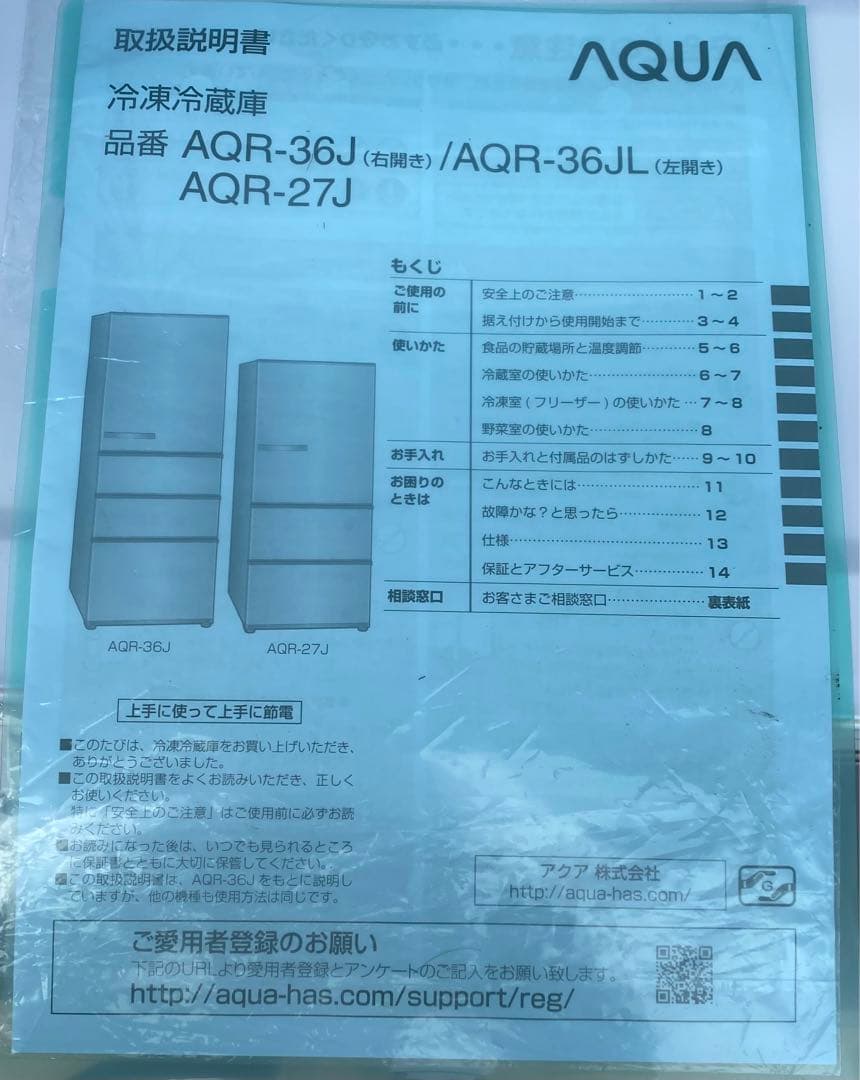 取扱説明書
AQUA
冷凍冷蔵庫
品番 AQR-36J(右開き)/AQR-36JL(左開き)
AQR-27J
もくじ
ご使用の
前に
安全上のご注意……………………1～2
据え付けから使用開始まで…………3～4
使いかた
食品の貯蔵場所と温度調節…………5～6
冷蔵室の使いかた……………………6～7
冷凍室(フリーザー)の使いかた…7～8
野菜室の使いかた……………………8
お手入れ
お手入れと付属品のはずしかた……9～10
お困りの
ときは
こんなときには………………………11
故障かな?と思ったら………………12
仕様……………………………………13
保証とアフターサービス……………14
相談窓口
お客さまご相談窓口…………………裏表紙
AQR-36J
AQR-27J
上手に使って上手に節電
■このたびは、冷凍冷蔵庫をお買い上げいただき、
ありがとうございました。
■この取扱説明書をよくお読みいただき、正しく
お使いください。
特に「安全上のご注意」はご使用前に必ずお読
みください。
■お読みになった後は、いつでも見られるところ
に保証書とともに大切に保管してください。
■この取扱説明書は、AQR-36Jをもとに説明し
ていますが、他の機種も使用方法は同じです。
アクア 株式会社
http://aqua-has.com/
G
ご愛用者登録のお願い
下記のURLより愛用者登録とアンケートのご記入をお願い致します。
http://aqua-has.com/support/reg/